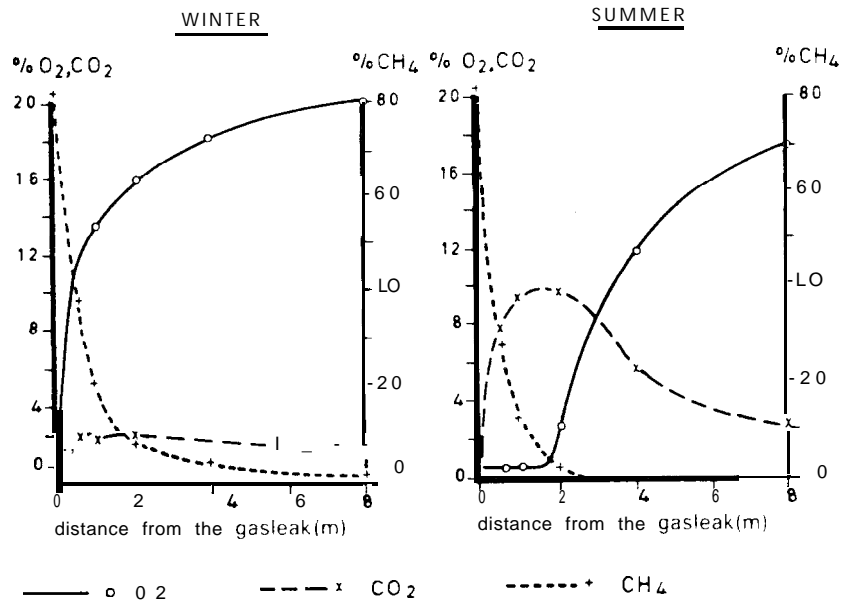 WINTER
SUMMER
% O2,CO2
%CH4
% O2,CO2
%CH4
20
16
12
8
4
0
80
60
LO
20
0
20
16
12
8
4
0
80
60
LO
20
0
0 2 4 6 8
0 2 4 6 8
distance from the gasleak(m)
distance from the gasleak(m)
o 02
x CO2
+ CH4